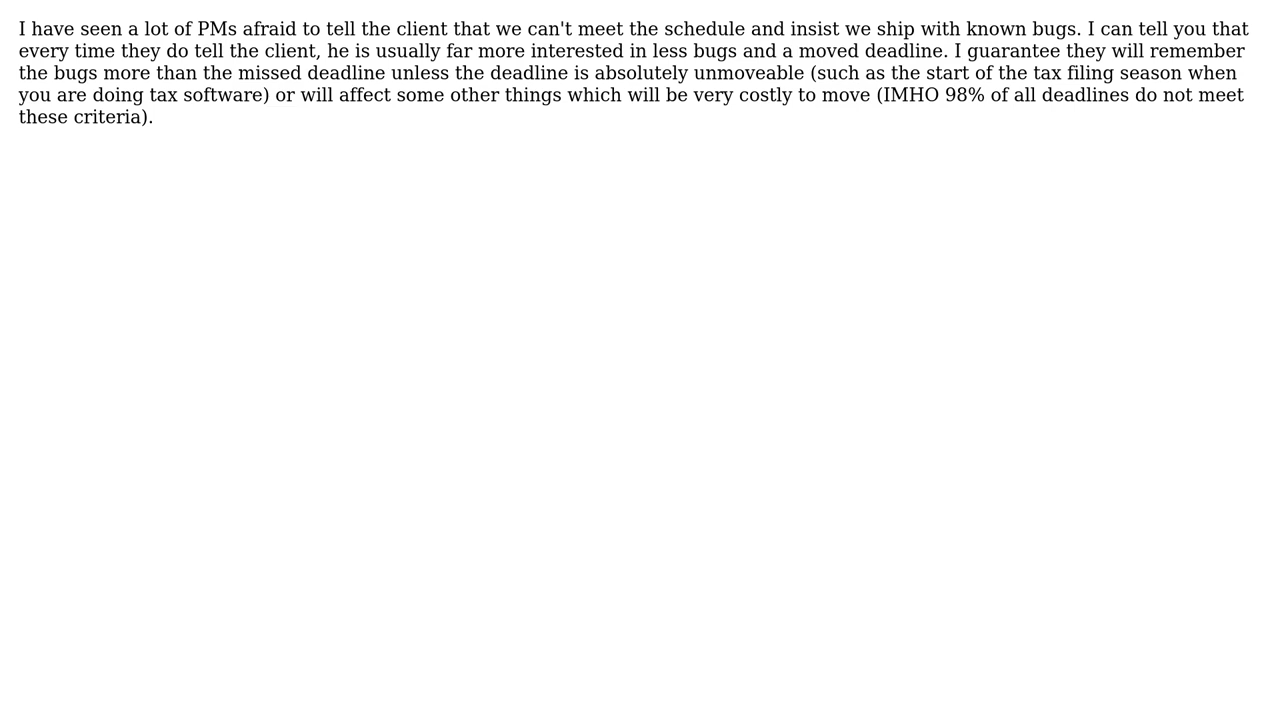 I have seen a lot of PMs afraid to tell the client that we can't meet the schedule and insist we ship with known bugs. I can tell you that
every time they do tell the client, he is usually far more interested in less bugs and a moved deadline. I guarantee they will remember
the bugs more than the missed deadline unless the deadline is absolutely unmoveable (such as the start of the tax filing season when
you are doing tax software) or will affect some other things which will be very costly to move (IMHO 98% of all deadlines do not meet
these criteria).